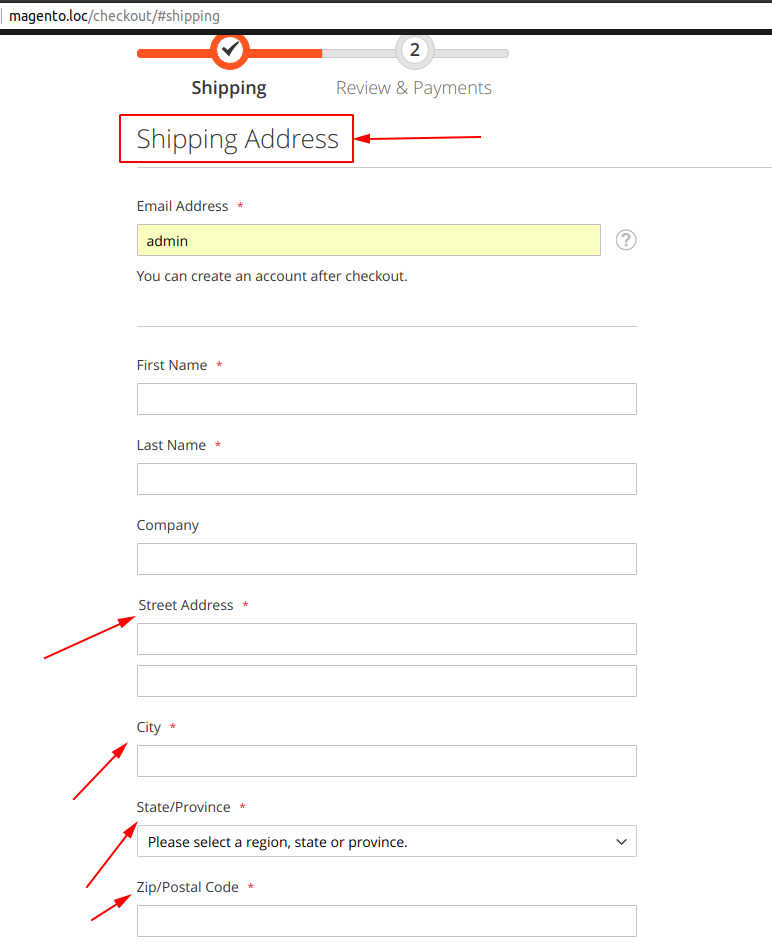 magento.loc/checkout/#shipping
2
Shipping Review & Payments
Shipping Address
Email Address *
admin
?
You can create an account after checkout.
First Name *
Last Name *
Company
Street Address *
City *
State/Province *
Please select a region, state or province.
Zip/Postal Code *